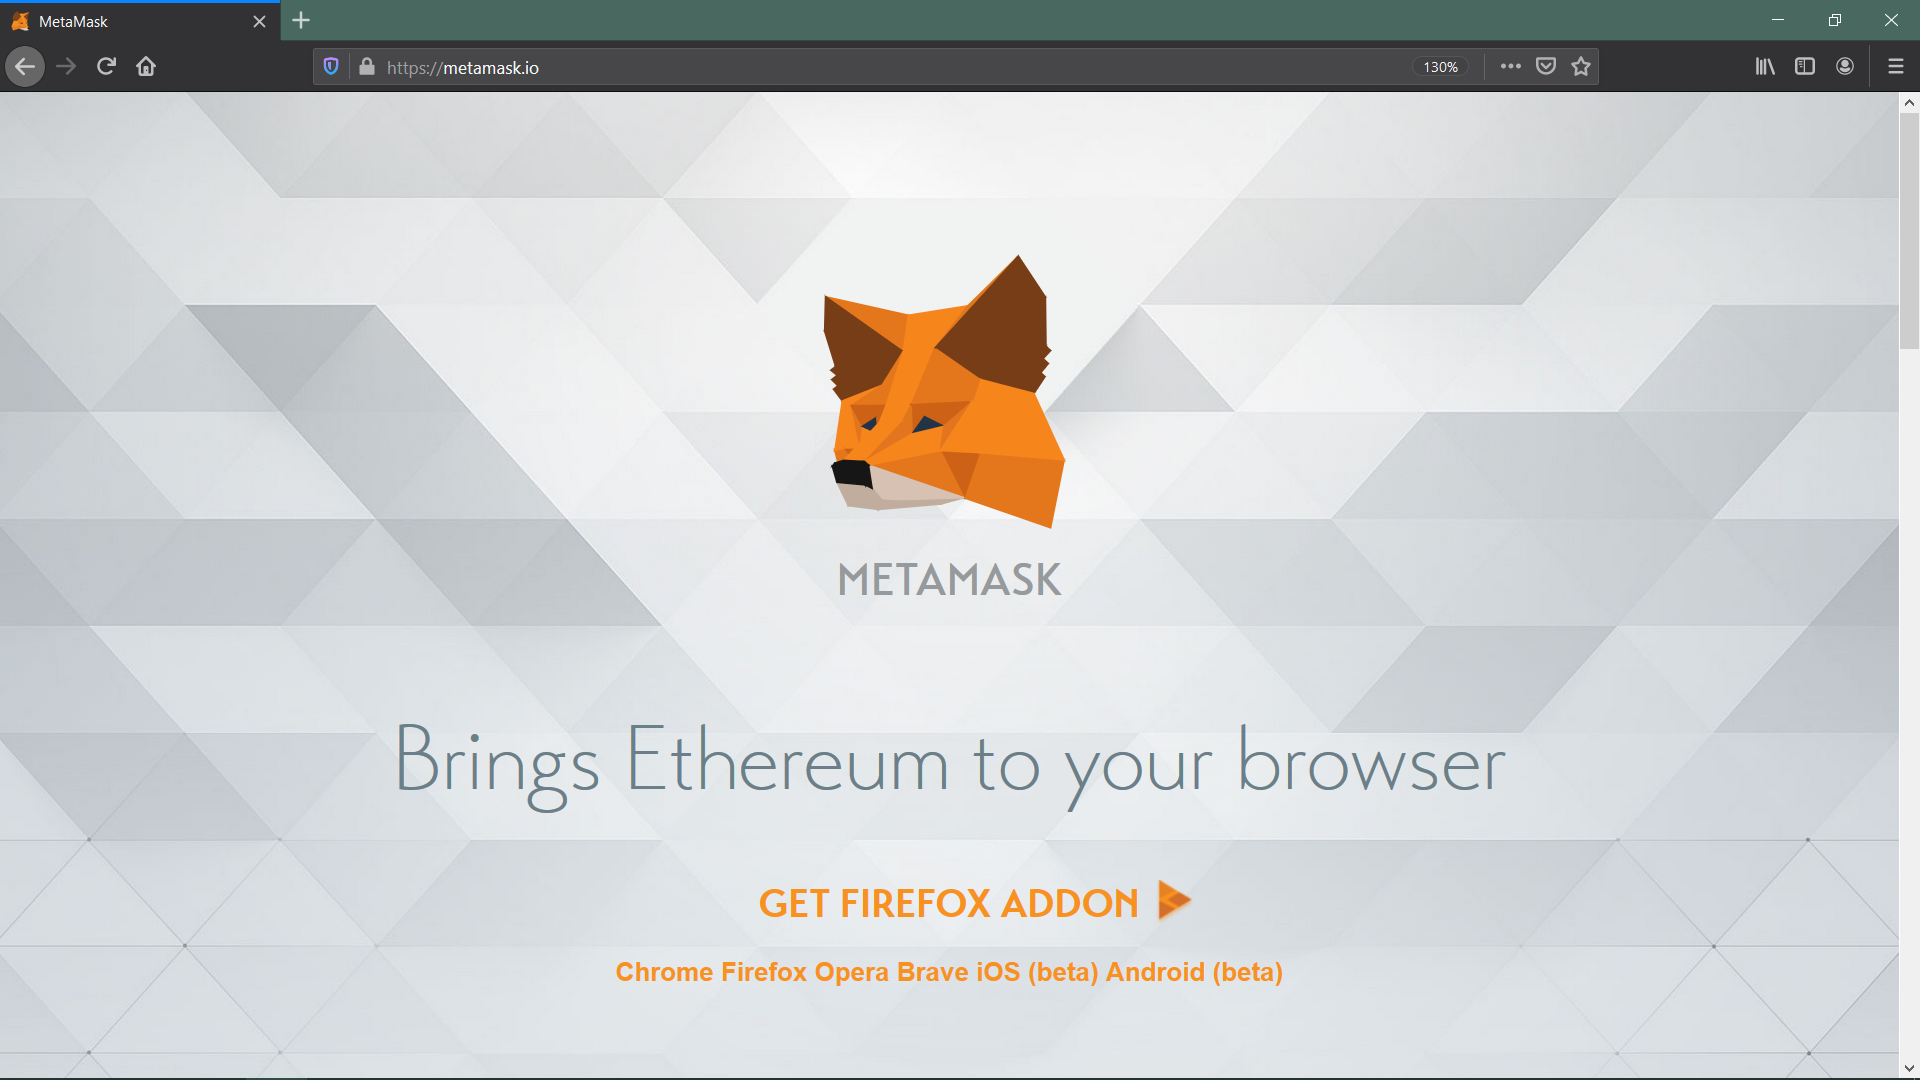 MetaMask
https://metamask.io
130%
METAMASK
Brings Ethereum to your browser
GET FIREFOX ADDON
Chrome Firefox Opera Brave iOS (beta) Android (beta)